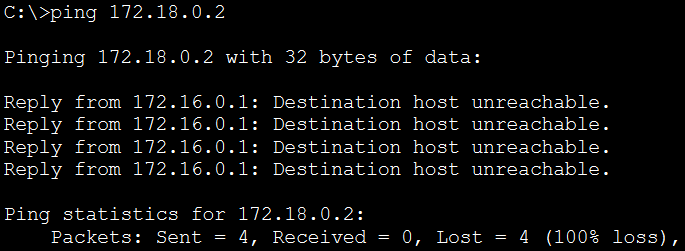 C:\>ping 172.18.0.2
Pinging 172.18.0.2 with 32 bytes of data:
Reply from 172.16.0.1: Destination host unreachable.
Reply from 172.16.0.1: Destination host unreachable.
Reply from 172.16.0.1: Destination host unreachable.
Reply from 172.16.0.1: Destination host unreachable.
Ping statistics for 172.18.0.2:
    Packets: Sent = 4, Received = 0, Lost = 4 (100% loss),